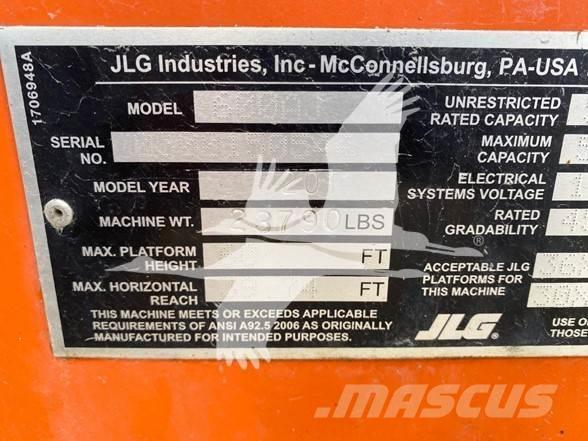 1706948A
JLG Industries, Inc - McConnellsburg, PA-USA
MODEL
UNRESTRICTED
RATED CAPACITY
SERIAL
NO.
MAXIMUM
CAPACITY
MODEL YEAR
ELECTRICAL
SYSTEMS VOLTAGE
MACHINE WT. 23790 LBS
RATED
GRADABILITY
MAX. PLATFORM
HEIGHT FT
ACCEPTABLE JLG
PLATFORMS FOR
THIS MACHINE
MAX. HORIZONTAL
REACH FT
THIS MACHINE MEETS OR EXCEEDS APPLICABLE
REQUIREMENTS OF ANSI A92.5 2006 AS ORIGINALLY
MANUFACTURED FOR INTENDED PURPOSES.
JLG
USE
THOSE
MASCUS